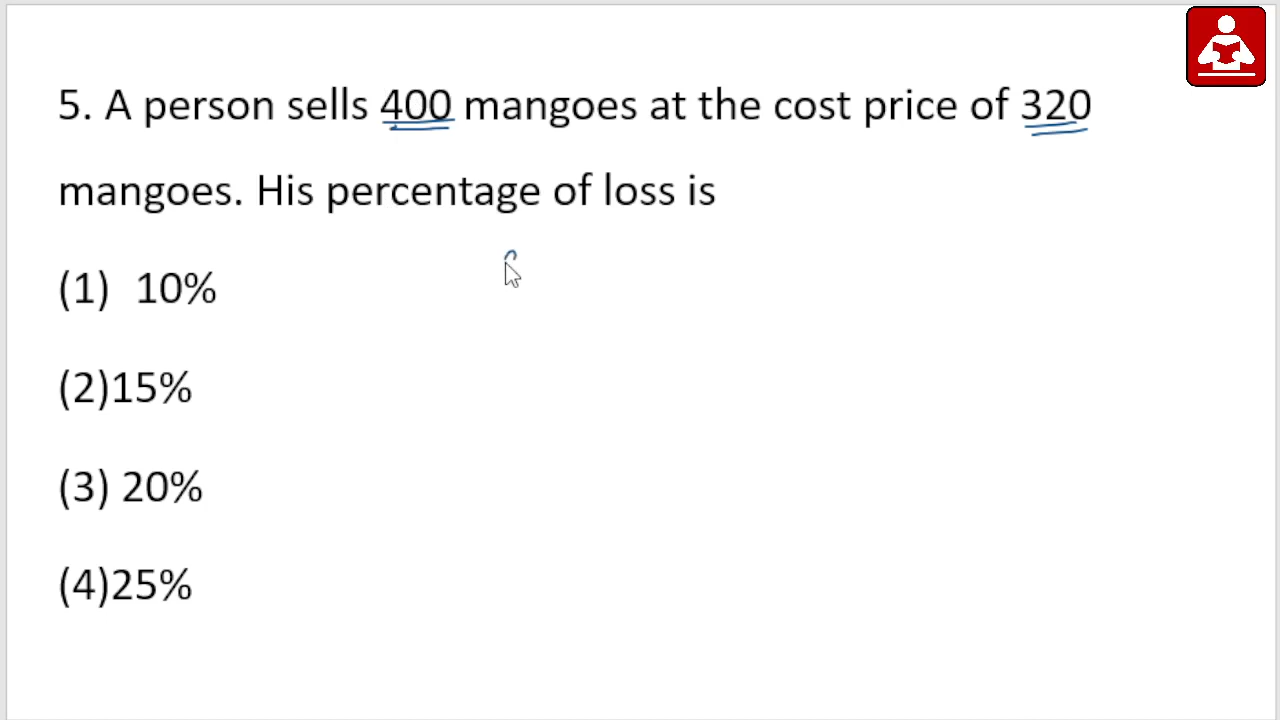 5. A person sells 400 mangoes at the cost price of 320
mangoes. His percentage of loss is
(1) 10%
(2)15%
(3) 20%
(4)25%